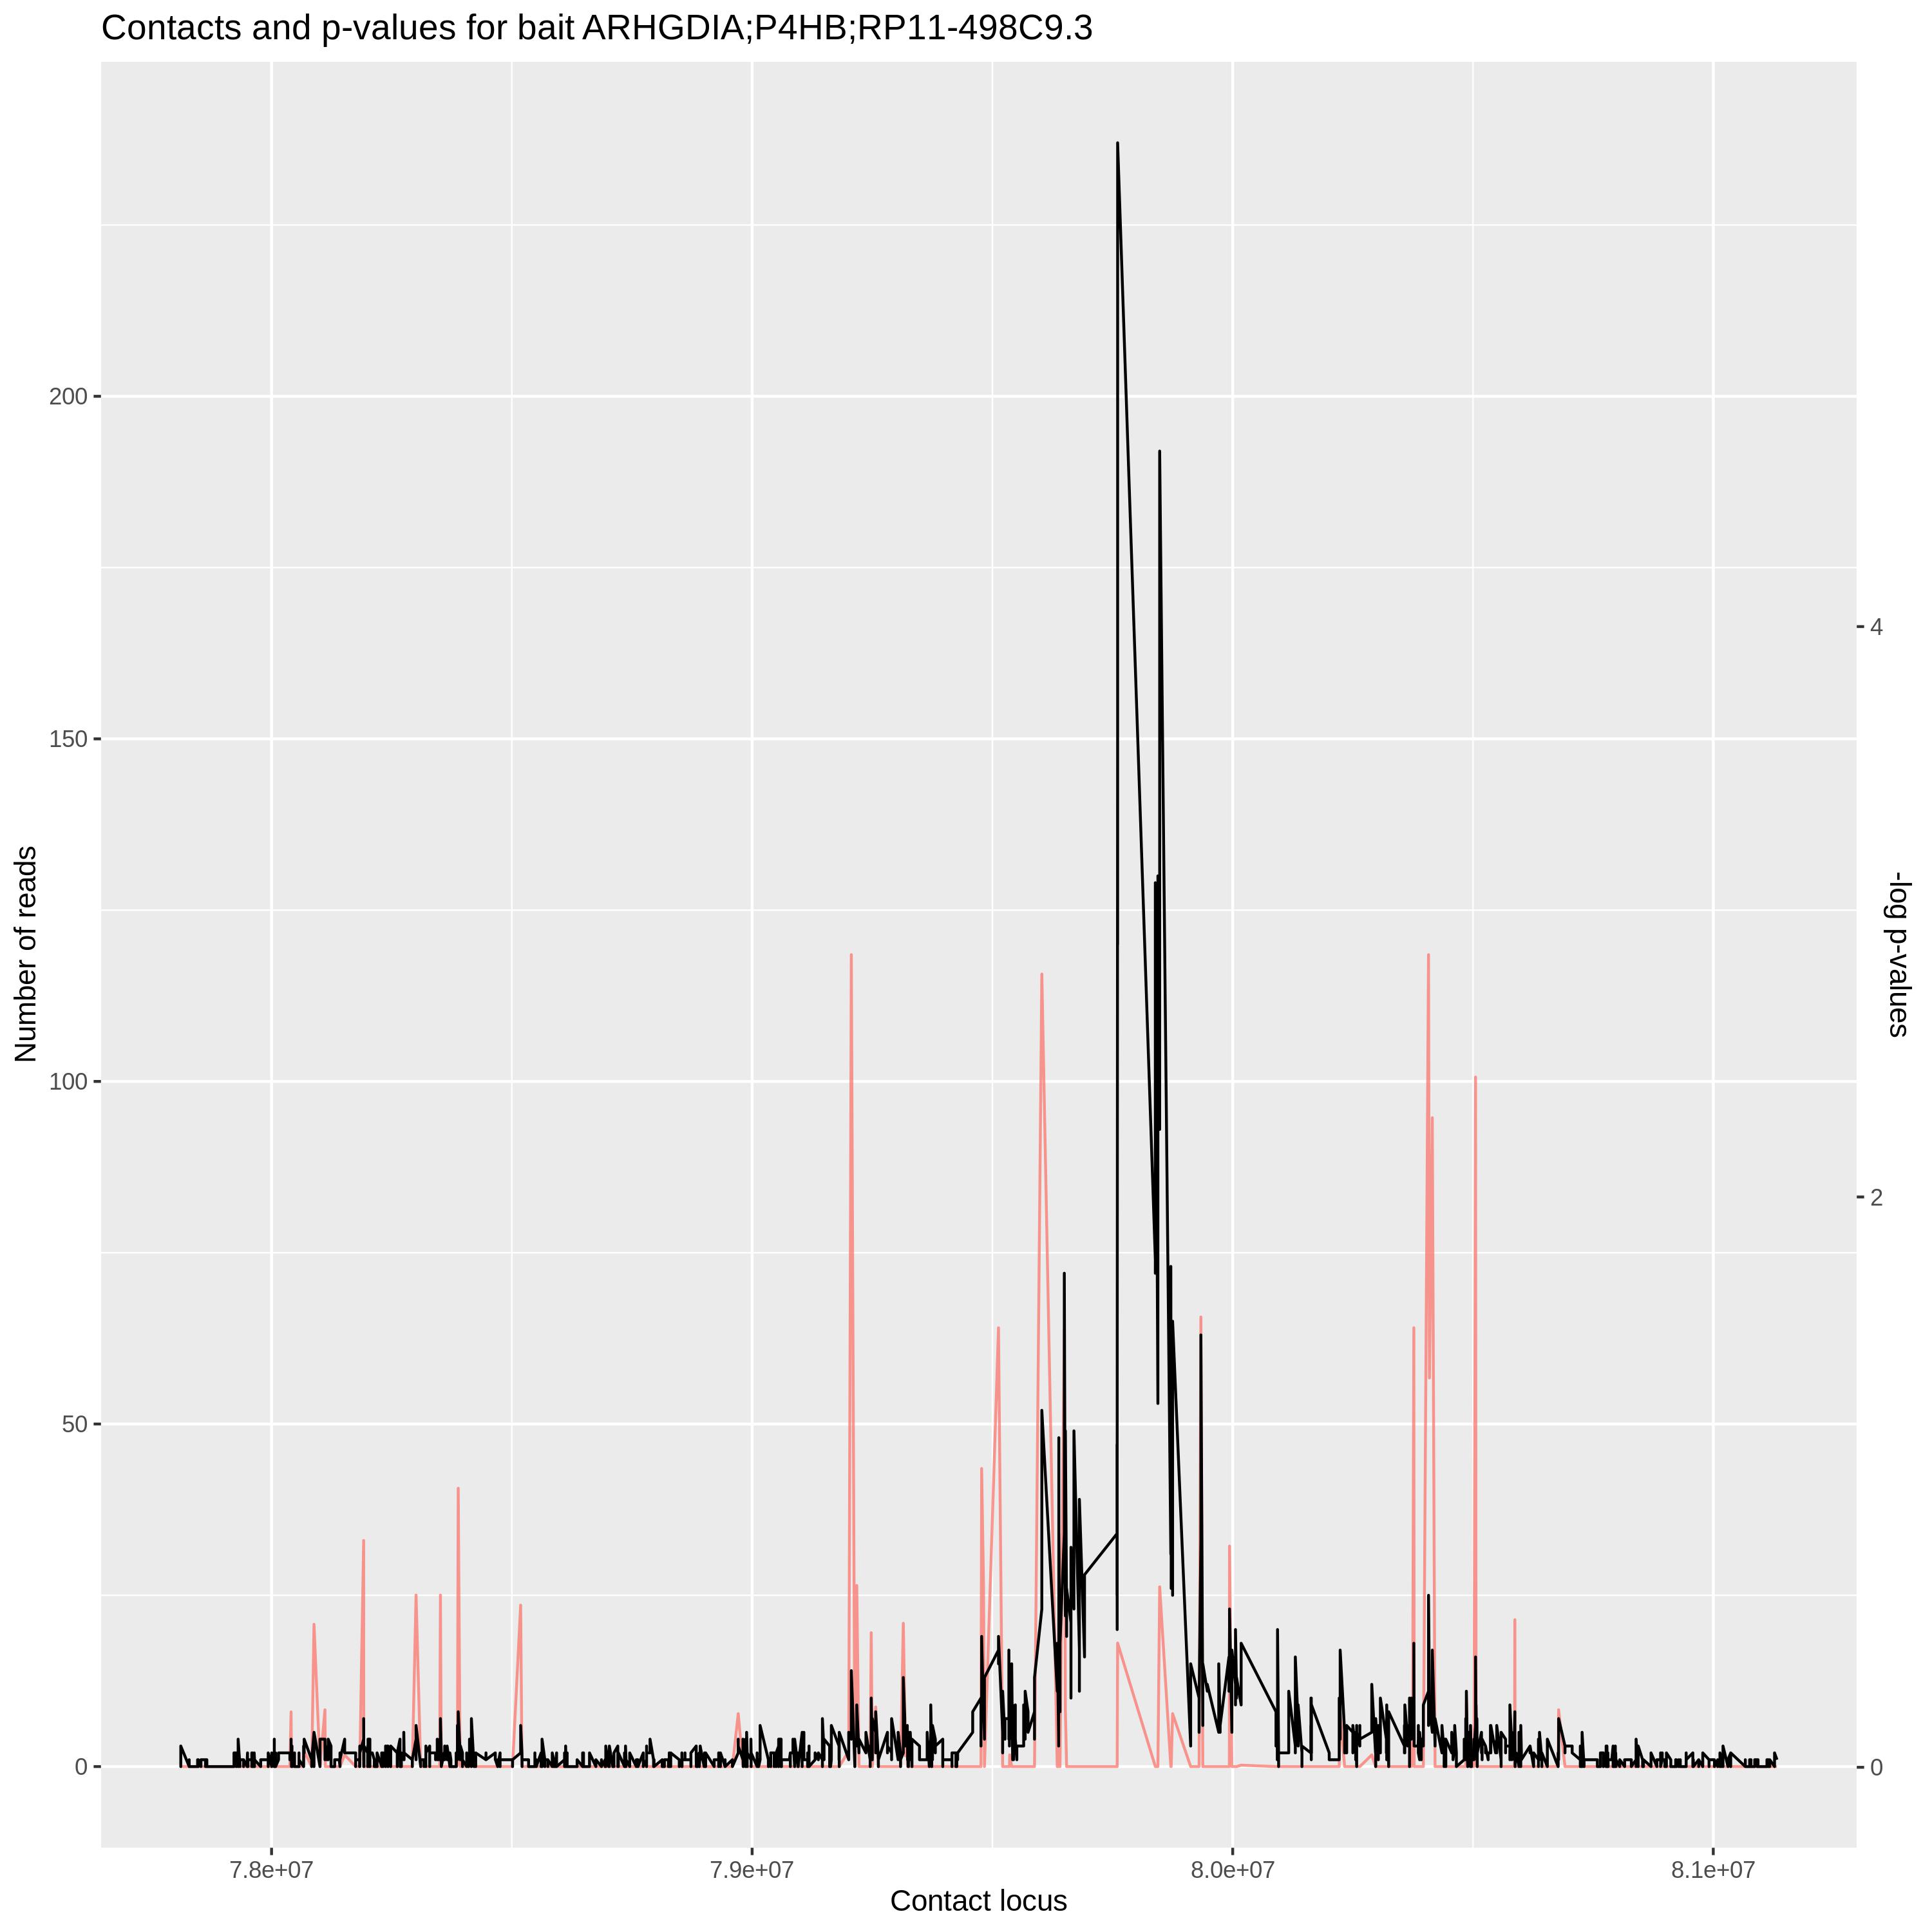 Contacts and p-values for bait ARHGDIA;P4HB;RP11-498C9.3
Number of reads
200
150
100
50
0
4
2
0
-log p-values
7.8e+07 7.9e+07 8.0e+07 8.1e+07
Contact locus